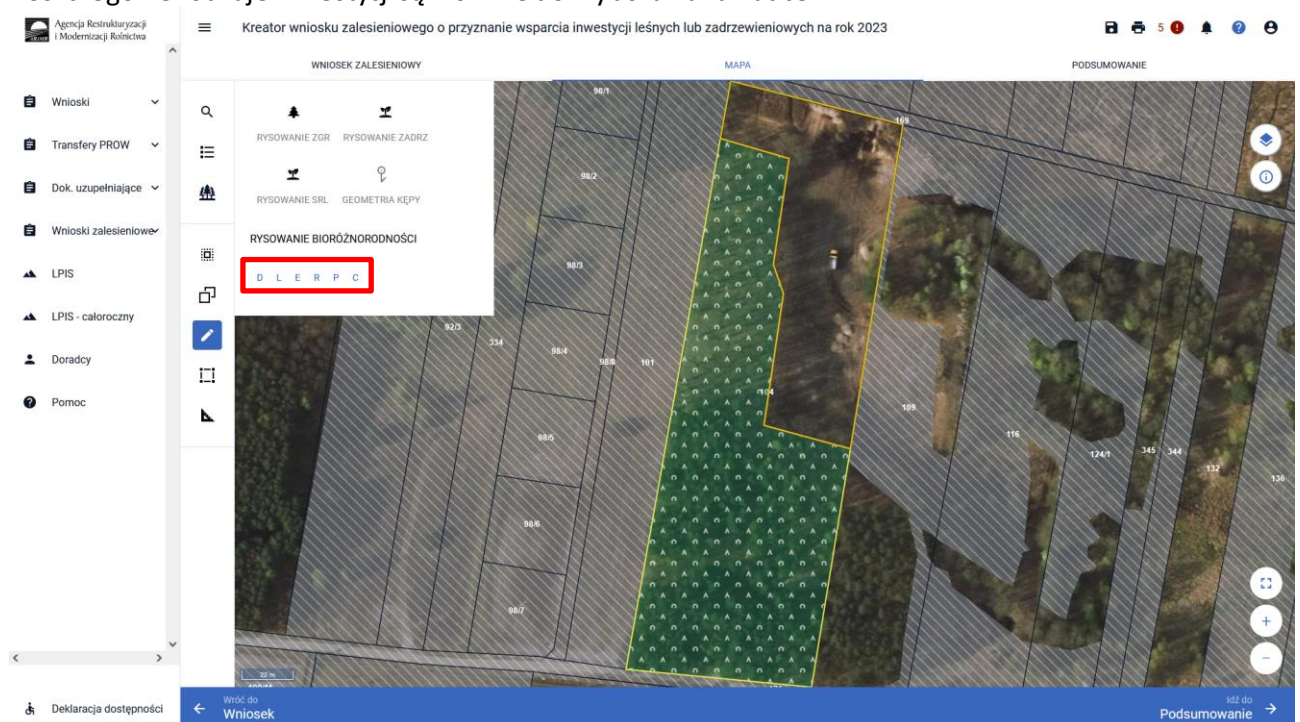 Agencja Restrukturyzacji
i Modernizacji Rolnictwa
Kreator wniosku zalesieniowego o przyznanie wsparcia inwestycji leśnych lub zadrzewieniowych na rok 2023
5
WNIOSEK ZALESIENIOWY
MAPA
PODSUMOWANIE
Wnioski
Transfery PROW
Dok. uzupełniające
Wnioski zalesieniowe
LPIS
LPIS - całoroczny
Doradcy
Pomoc
RYSOWANIE ZGR RYSOWANIE ZADRZ
RYSOWANIE SRL GEOMETRIA KĘPY
RYSOWANIE BIORÓŻNORODNOŚCI
D L E R P C
98/1
169
98/2
98/3
92/3
334
98/4
98/8
101
104
109
98/5
116
124/1
345
344
132
136
98/6
98/7
20 m
Deklaracja dostępności
Wróć do
Wniosek
Idź do
Podsumowanie